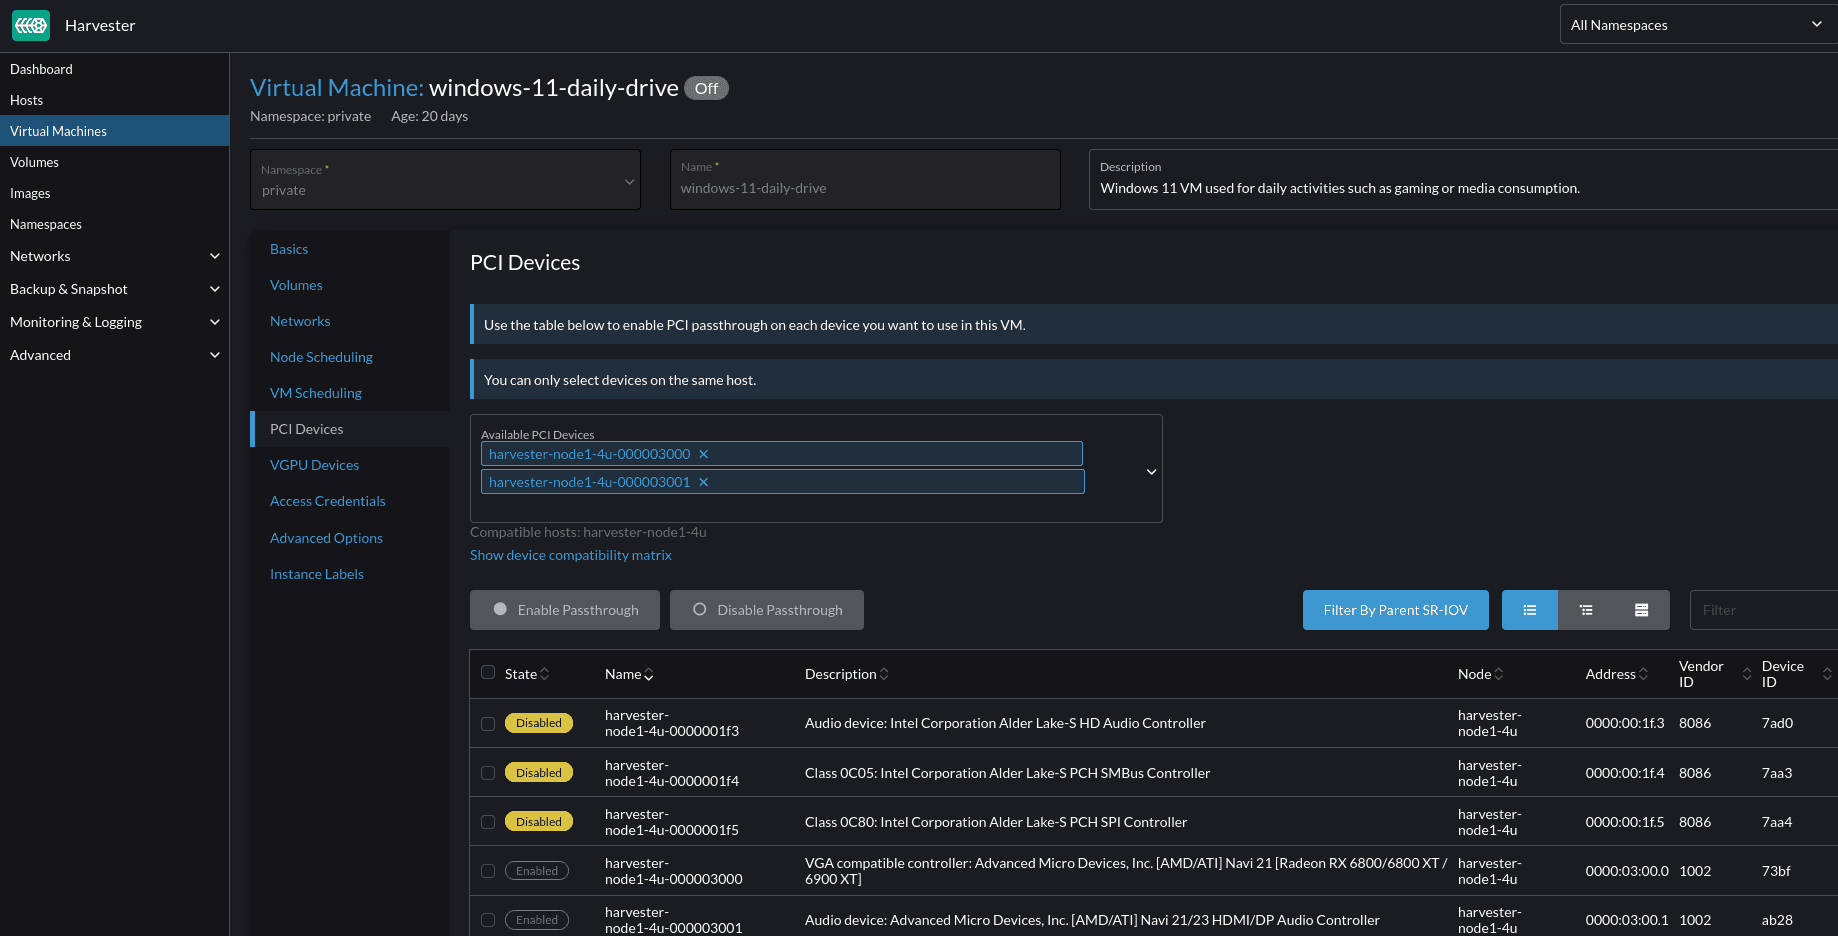 Harvester
All Namespaces
Dashboard
Hosts
Virtual Machines
Volumes
Images
Namespaces
Networks
Backup & Snapshot
Monitoring & Logging
Advanced
Virtual Machine: windows-11-daily-drive Off
Namespace: private Age: 20 days
Namespace *
private
Name *
windows-11-daily-drive
Description
Windows 11 VM used for daily activities such as gaming or media consumption.
Basics
Volumes
Networks
Node Scheduling
VM Scheduling
PCI Devices
VGPU Devices
Access Credentials
Advanced Options
Instance Labels
PCI Devices
Use the table below to enable PCI passthrough on each device you want to use in this VM.
You can only select devices on the same host.
Available PCI Devices
harvester-node1-4u-000003000 ×
harvester-node1-4u-000003001 ×
Compatible hosts: harvester-node1-4u
Show device compatibility matrix
Enable Passthrough
Disable Passthrough
Filter By Parent SR-IOV
Filter
State Name Description Node Address Vendor ID Device ID
Disabled
harvester-
node1-4u-0000001f3
Audio device: Intel Corporation Alder Lake-S HD Audio Controller
harvester-
node1-4u
0000:00:1f.3 8086 7ad0
Disabled
harvester-
node1-4u-0000001f4
Class 0C05: Intel Corporation Alder Lake-S PCH SMBus Controller
harvester-
node1-4u
0000:00:1f.4 8086 7aa3
Disabled
harvester-
node1-4u-0000001f5
Class 0C80: Intel Corporation Alder Lake-S PCH SPI Controller
harvester-
node1-4u
0000:00:1f.5 8086 7aa4
Enabled
harvester-
node1-4u-000003000
VGA compatible controller: Advanced Micro Devices, Inc. [AMD/ATI] Navi 21 [Radeon RX 6800/6800 XT /
6900 XT]
harvester-
node1-4u
0000:03:00.0 1002 73bf
Enabled
harvester-
node1-4u-000003001
Audio device: Advanced Micro Devices, Inc. [AMD/ATI] Navi 21/23 HDMI/DP Audio Controller
harvester-
node1-4u
0000:03:00.1 1002 ab28